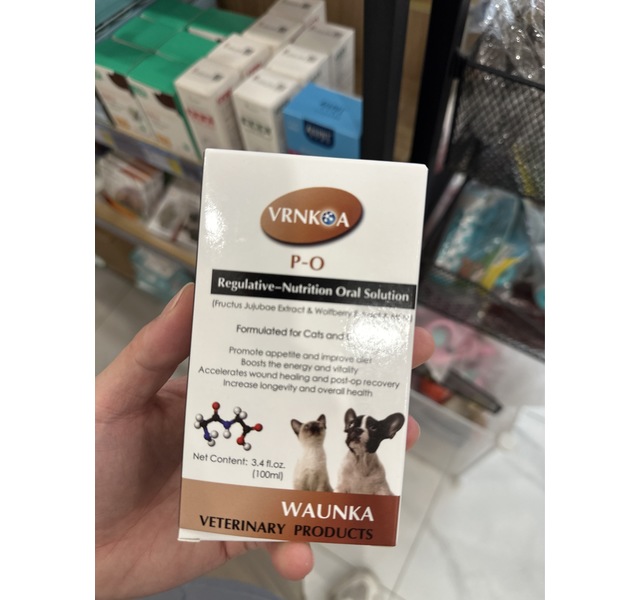 VRNKOA
P-O
Regulative-Nutrition Oral Solution
(Fructus Jujubae Extract & Wolfberry
Formulated for Cats and
Promote appetite and improve diet
Boosts the energy and vitality
Accelerates wound healing and post-op recovery
Increase longevity and overall health
Net Content: 3.4 fl.oz.
(100ml)
WAUNKA
VETERINARY PRODUCTS